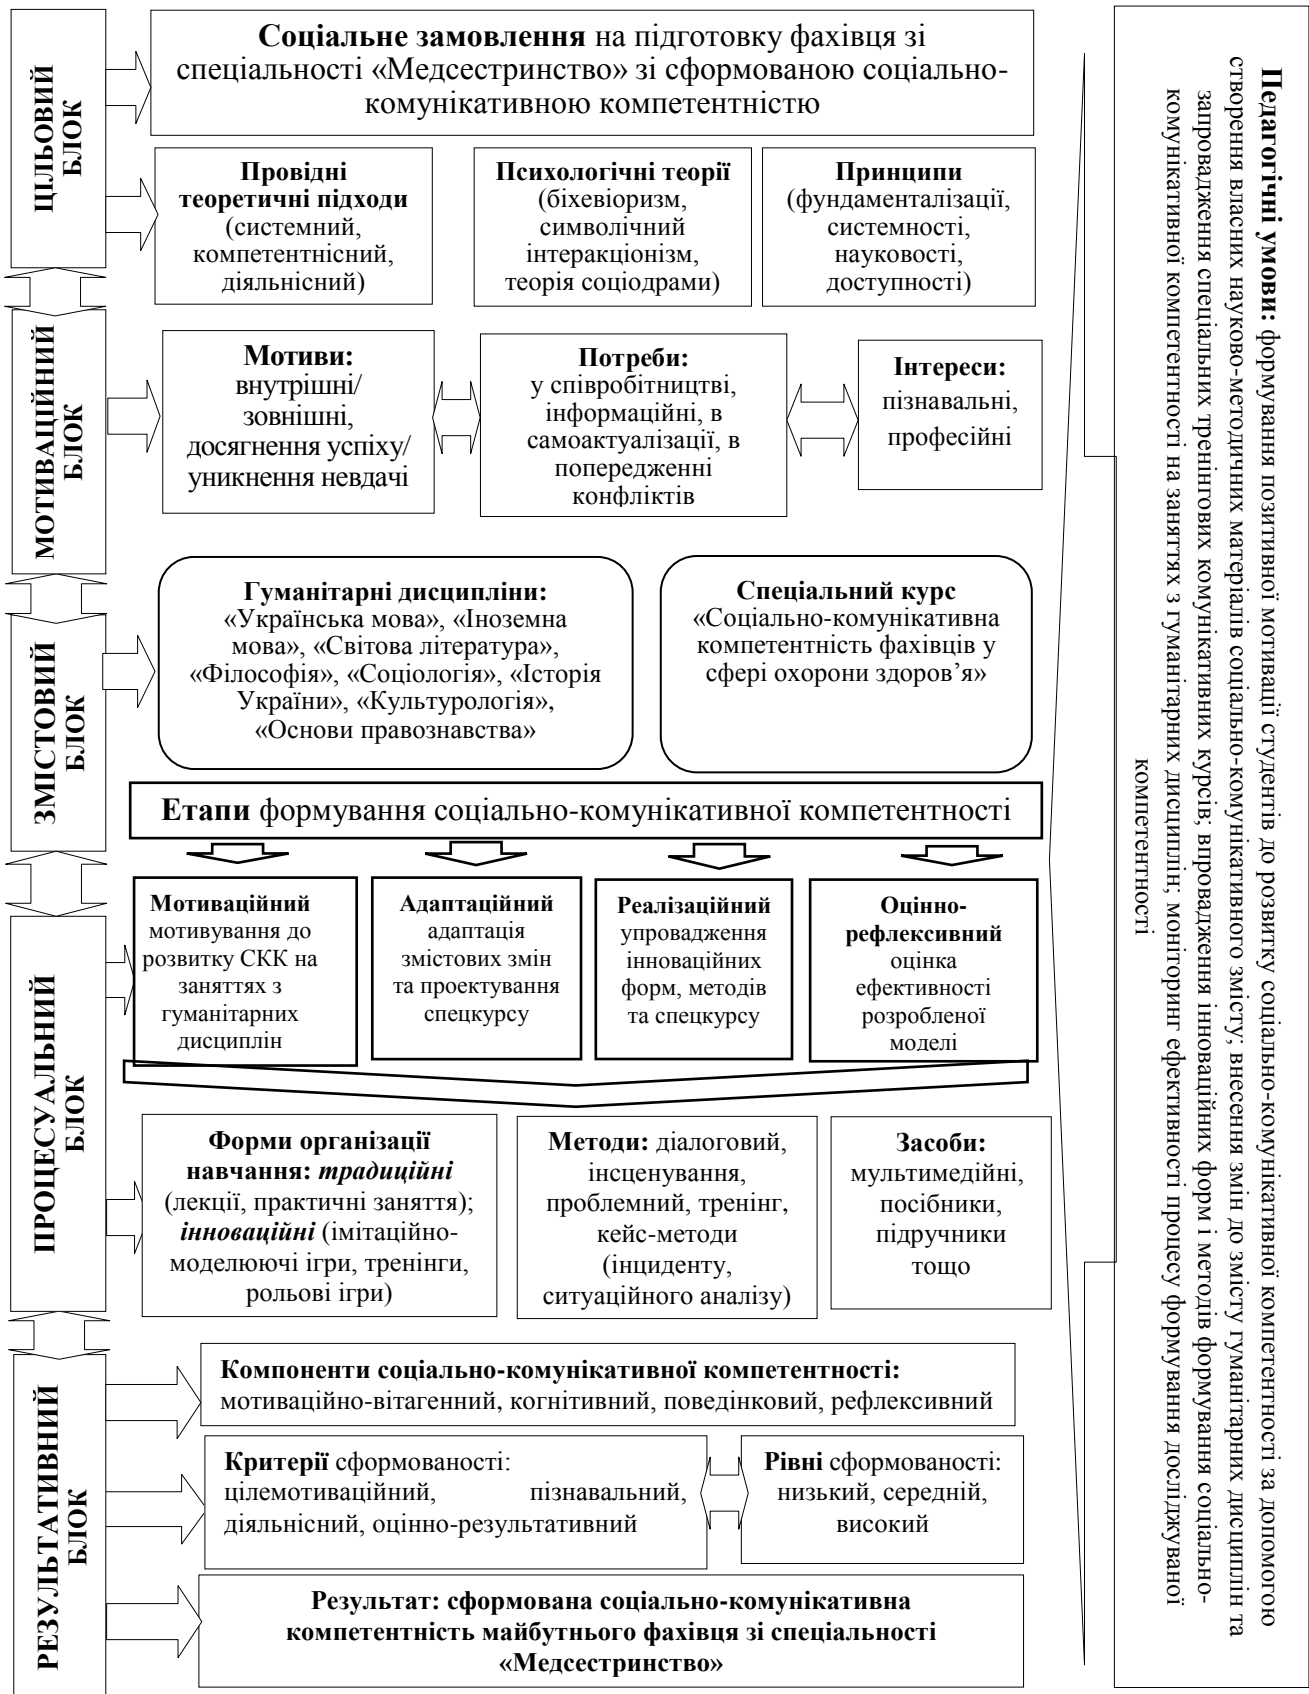 ЦІЛЬОВИЙ
БЛОК
Соціальне замовлення на підготовку фахівця зі
спеціальності «Медсестринство» зі сформованою соціально-
комунікативною компетентністю
Провідні
теоретичні підходи
(системний,
компетентнісний,
діяльнісний)
Психологічні теорії
(біхевіоризм,
символічний
інтеракціонізм,
теорія соціодрами)
Принципи
(фундаменталізації,
системності,
науковості,
доступності)
МОТИВАЦІЙНИЙ
БЛОК
Мотиви:
внутрішні/
зовнішні,
досягнення успіху/
уникнення невдачі
Потреби:
у співробітництві,
інформаційні, в
самоактуалізації, в
попередженні
конфліктів
Інтереси:
пізнавальні,
професійні
ЗМІСТОВИЙ
БЛОК
Гуманітарні дисципліни:
«Українська мова», «Іноземна
мова», «Світова література»,
«Філософія», «Соціологія», «Історія
України», «Культурологія»,
«Основи правознавства»
Спеціальний курс
«Соціально-комунікативна
компетентність фахівців у
сфері охорони здоров’я»
Етапи формування соціально-комунікативної компетентності
ПРОЦЕСУАЛЬНИЙ
БЛОК
Мотиваційний
мотивування до
розвитку СКК на
заняттях з
гуманітарних
дисциплін
Адаптаційний
адаптація
змістових змін
та проектування
спецкурсу
Реалізаційний
упровадження
інноваційних
форм, методів
та спецкурсу
Оцінно-
рефлексивний
оцінка
ефективності
розробленої
моделі
Форми організації
навчання: традиційні
(лекції, практичні заняття);
інноваційні (імітаційно-
моделюючі ігри, тренінги,
рольові ігри)
Методи: діалоговий,
інсценування,
проблемний, тренінг,
кейс-методи
(інциденту,
ситуаційного аналізу)
Засоби:
мультимедійні,
посібники,
підручники
тощо
РЕЗУЛЬТАТИВНИЙ
БЛОК
Компоненти соціально-комунікативної компетентності:
мотиваційно-вітагенний, когнітивний, поведінковий, рефлексивний
Критерії сформованості:
цілемотиваційний, пізнавальний,
діяльнісний, оцінно-результативний
Рівні сформованості:
низький, середній,
високий
Результат: сформована соціально-комунікативна
компетентність майбутнього фахівця зі спеціальності
«Медсестринство»
Педагогічні умови: формування позитивної мотивації студентів до розвитку соціально-комунікативної компетентності за допомогою
створення власних науково-методичних матеріалів соціально-комунікативного змісту; внесення змін до змісту гуманітарних дисциплін та
запровадження спеціальних тренінгових комунікативних курсів; впровадження інноваційних форм і методів формування соціально-
комунікативної компетентності на заняттях з гуманітарних дисциплін; моніторинг ефективності процесу формування досліджуваної
компетентності